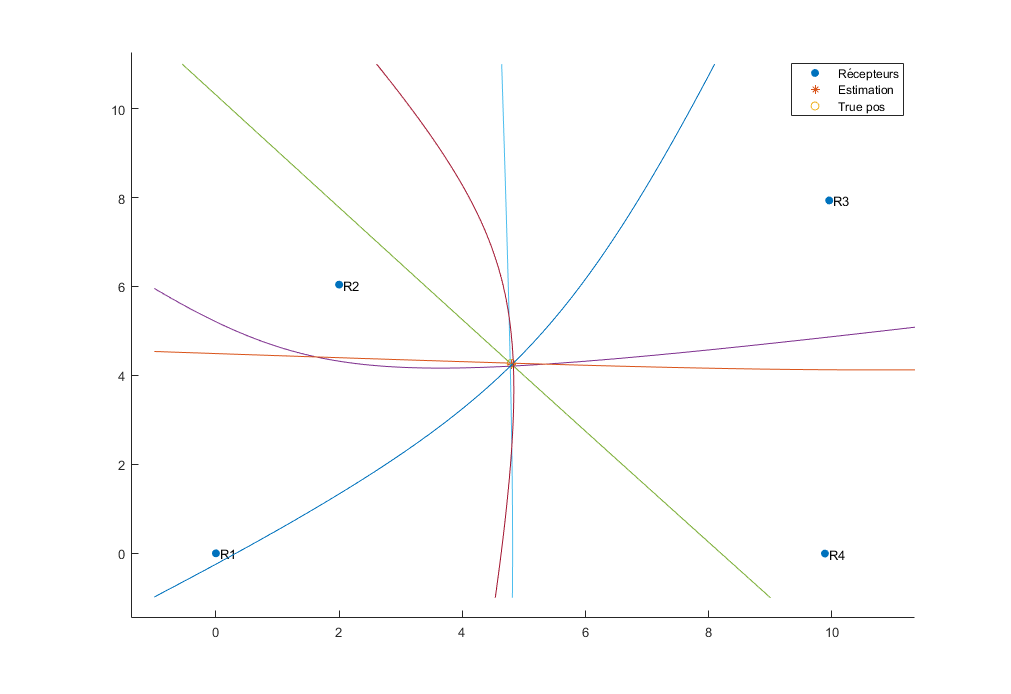 Récepteurs
Estimation
True pos
10
8
6
4
2
0
R3
R2
R1
R4
0 2 4 6 8 10